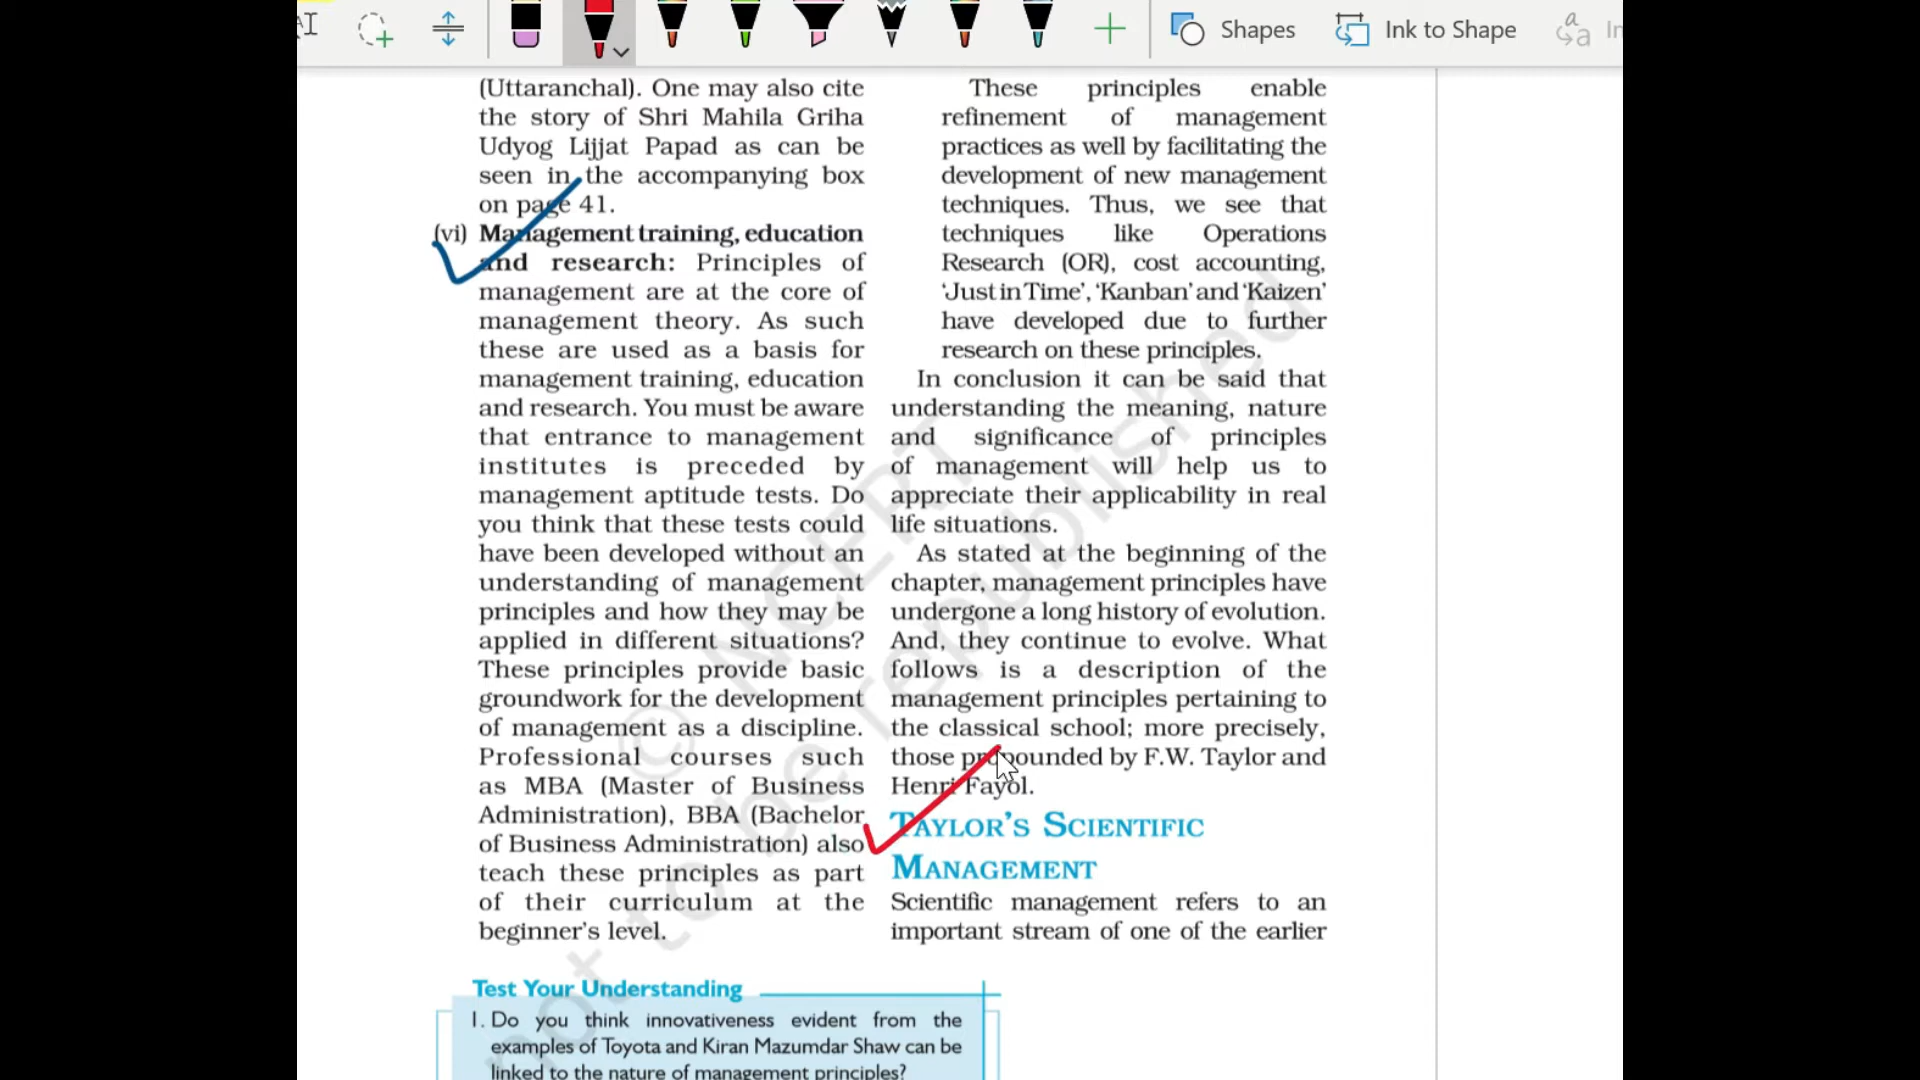 Shapes
Ink to Shape
(Uttaranchal). One may also cite
the story of Shri Mahila Griha
Udyog Lijjat Papad as can be
seen in the accompanying box
on page 41.
(vi) Management training, education
and research: Principles of
management are at the core of
management theory. As such
these are used as a basis for
management training, education
and research. You must be aware
that entrance to management
institutes is preceded by
management aptitude tests. Do
you think that these tests could
have been developed without an
understanding of management
principles and how they may be
applied in different situations?
These principles provide basic
groundwork for the development
of management as a discipline.
Professional courses such
as MBA (Master of Business
Administration), BBA (Bachelor
of Business Administration) also
teach these principles as part
of their curriculum at the
beginner's level.
These principles enable
refinement of management
practices as well by facilitating the
development of new management
techniques. Thus, we see that
techniques like Operations
Research (OR), cost accounting,
'Just in Time', 'Kanban' and 'Kaizen'
have developed due to further
research on these principles.
In conclusion it can be said that
understanding the meaning, nature
and significance of principles
of management will help us to
appreciate their applicability in real
life situations.
As stated at the beginning of the
chapter, management principles have
undergone a long history of evolution.
And, they continue to evolve. What
follows is a description of the
management principles pertaining to
the classical school; more precisely,
those propounded by F.W. Taylor and
Henri Fayol.
TAYLOR'S SCIENTIFIC
MANAGEMENT
Scientific management refers to an
important stream of one of the earlier
Test Your Understanding
1. Do you think innovativeness evident from the
examples of Toyota and Kiran Mazumdar Shaw can be
linked to the nature of management principles?
© NCERT
not to be republished